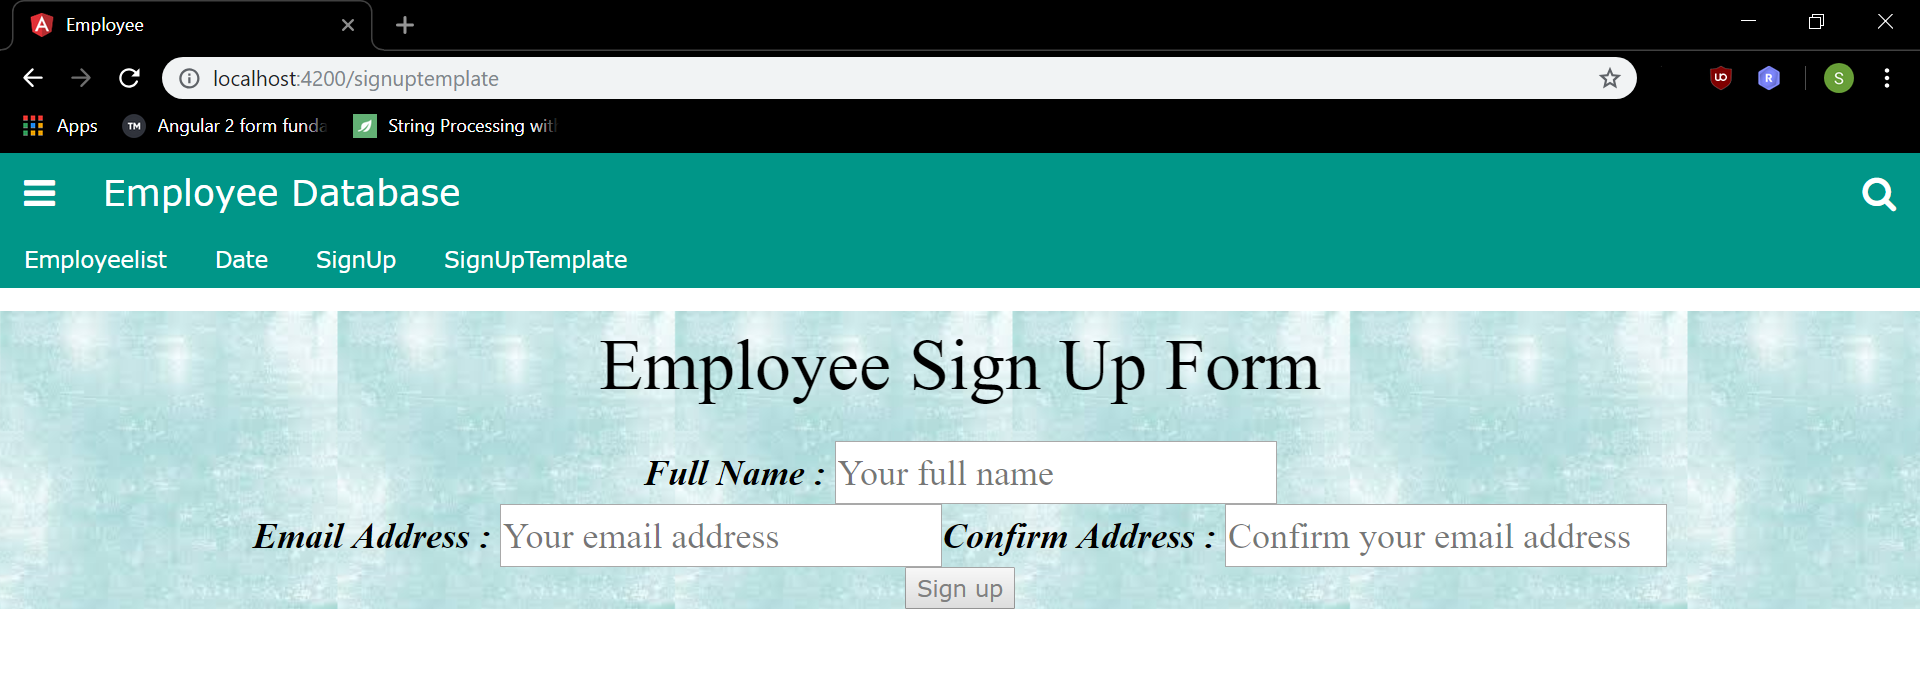 Employee
localhost:4200/signuptemplate
S
Apps
TM Angular 2 form funda
String Processing wit
Employee Database
Employeelist Date SignUp SignUpTemplate
Employee Sign Up Form
Full Name : Your full name
Email Address : Your email address Confirm Address : Confirm your email address
Sign up